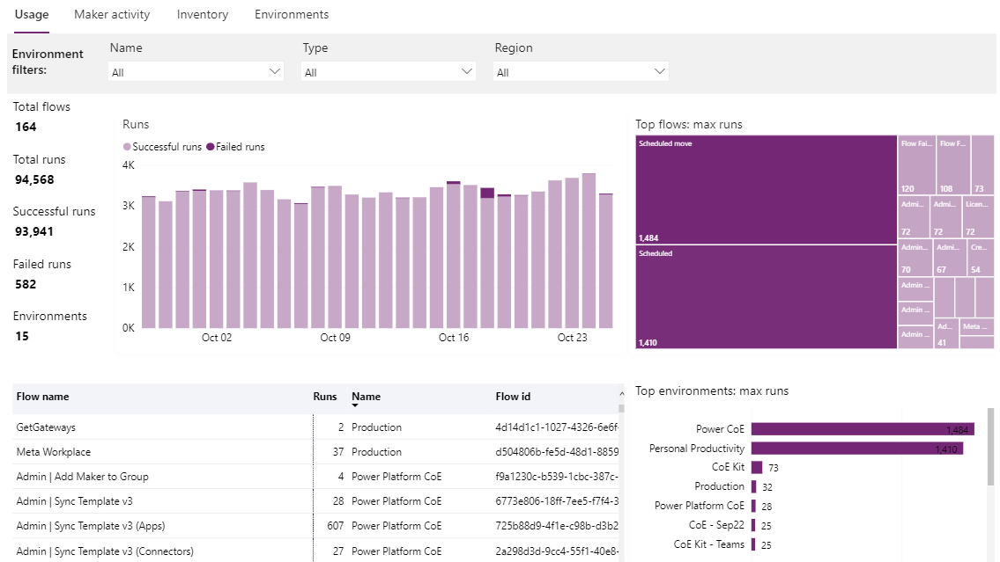 Usage Maker activity Inventory Environments
Environment filters:
Name Type Region
All All All
Total flows
164
Total runs
94,568
Successful runs
93,941
Failed runs
582
Environments
15
Runs
Successful runs Failed runs
4K
3K
2K
1K
0K
Oct 02 Oct 09 Oct 16 Oct 23
Top flows: max runs
Scheduled move
1,484
Scheduled
1,410
Flow Fai...
120
Flow F...
108
73
Admi...
72
Admi...
72
Licen...
72
Admin...
70
Admi...
67
Cre...
54
Admin ...
Admin ...
Admin ...
Ad...
41
Meta ...
Flow name Runs Name Flow id
GetGateways 2 Production 4d14d1c1-1027-4326-6e6f-
Meta Workplace 37 Production d504806b-fe5d-48d1-8859
Admin | Add Maker to Group 4 Power Platform CoE f9a1230c-b539-1cbc-387c-
Admin | Sync Template v3 28 Power Platform CoE 6773e806-18ff-7ee5-f7f4-3
Admin | Sync Template v3 (Apps) 607 Power Platform CoE 725b88d9-4f1e-c98b-d3b2
Admin | Sync Template v3 (Connectors) 27 Power Platform CoE 2a298d3d-9cc4-55f1-40e8-
Top environments: max runs
Power CoE 1,484
Personal Productivity 1,410
CoE Kit 73
Production 32
Power Platform CoE 28
CoE - Sep22 25
CoE Kit - Teams 25